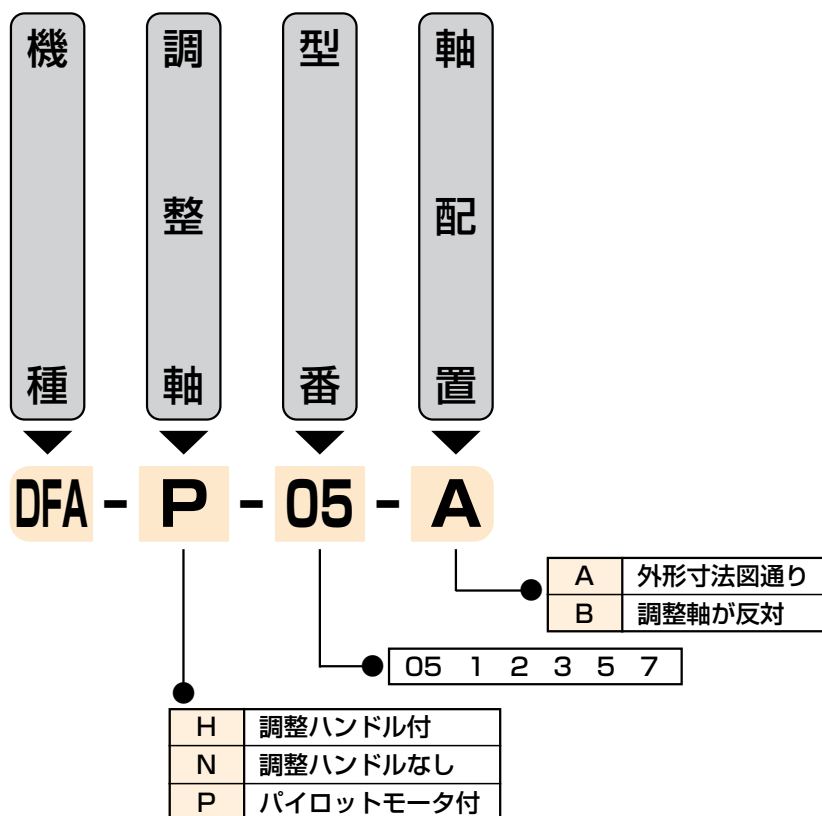 機種
調整軸
型番
軸配置
DFA - P - 05 - A
A 外形寸法図通り
B 調整軸が反対
05 1 2 3 5 7
H 調整ハンドル付
N 調整ハンドルなし
P パイロットモータ付